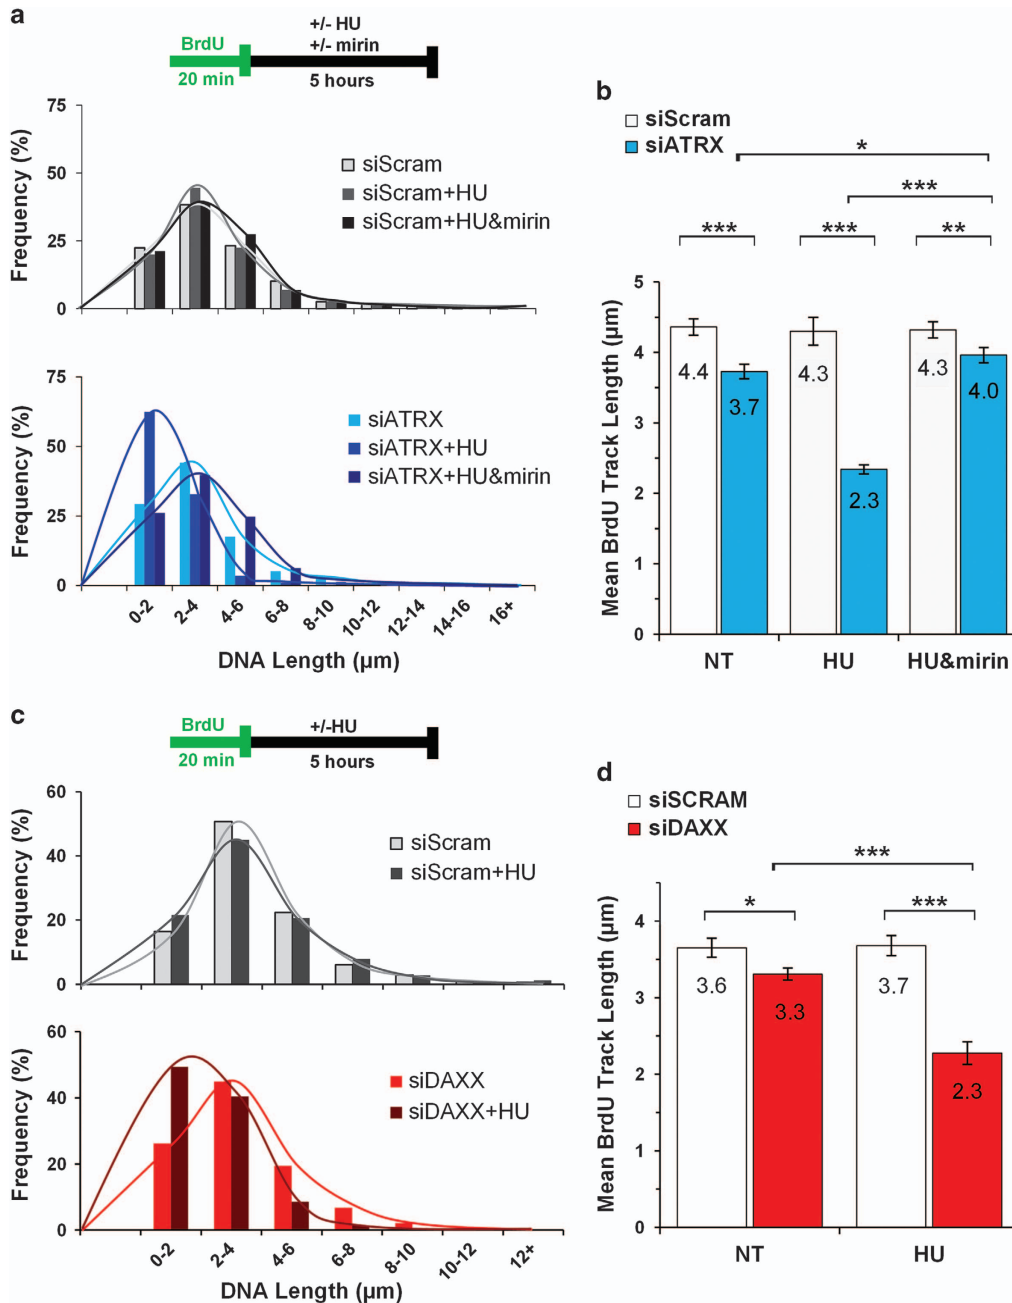 a
+/- HU
+/- mirin
BrdU
20 min
5 hours
Frequency (%)
75
50
25
0
siScram
siScram+HU
siScram+HU&mirin
Frequency (%)
75
50
25
0
siATRX
siATRX+HU
siATRX+HU&mirin
0-2
2-4
4-6
6-8
8-10
10-12
12-14
14-16
16+
DNA Length (µm)
b
siScram
siATRX
*
***
*** *** **
Mean BrdU Track Length (µm)
5
4
3
2
1
0
4.4
3.7
4.3
2.3
4.3
4.0
NT HU HU&mirin
c
BrdU
20 min
+/-HU
5 hours
Frequency (%)
60
40
20
0
siScram
siScram+HU
Frequency (%)
60
40
20
0
siDAXX
siDAXX+HU
0-2
2-4
4-6
6-8
8-10
10-12
12+
DNA Length (µm)
d
siSCRAM
siDAXX
***
* ***
Mean BrdU Track Length (µm)
4
3
2
1
0
3.6
3.3
3.7
2.3
NT HU